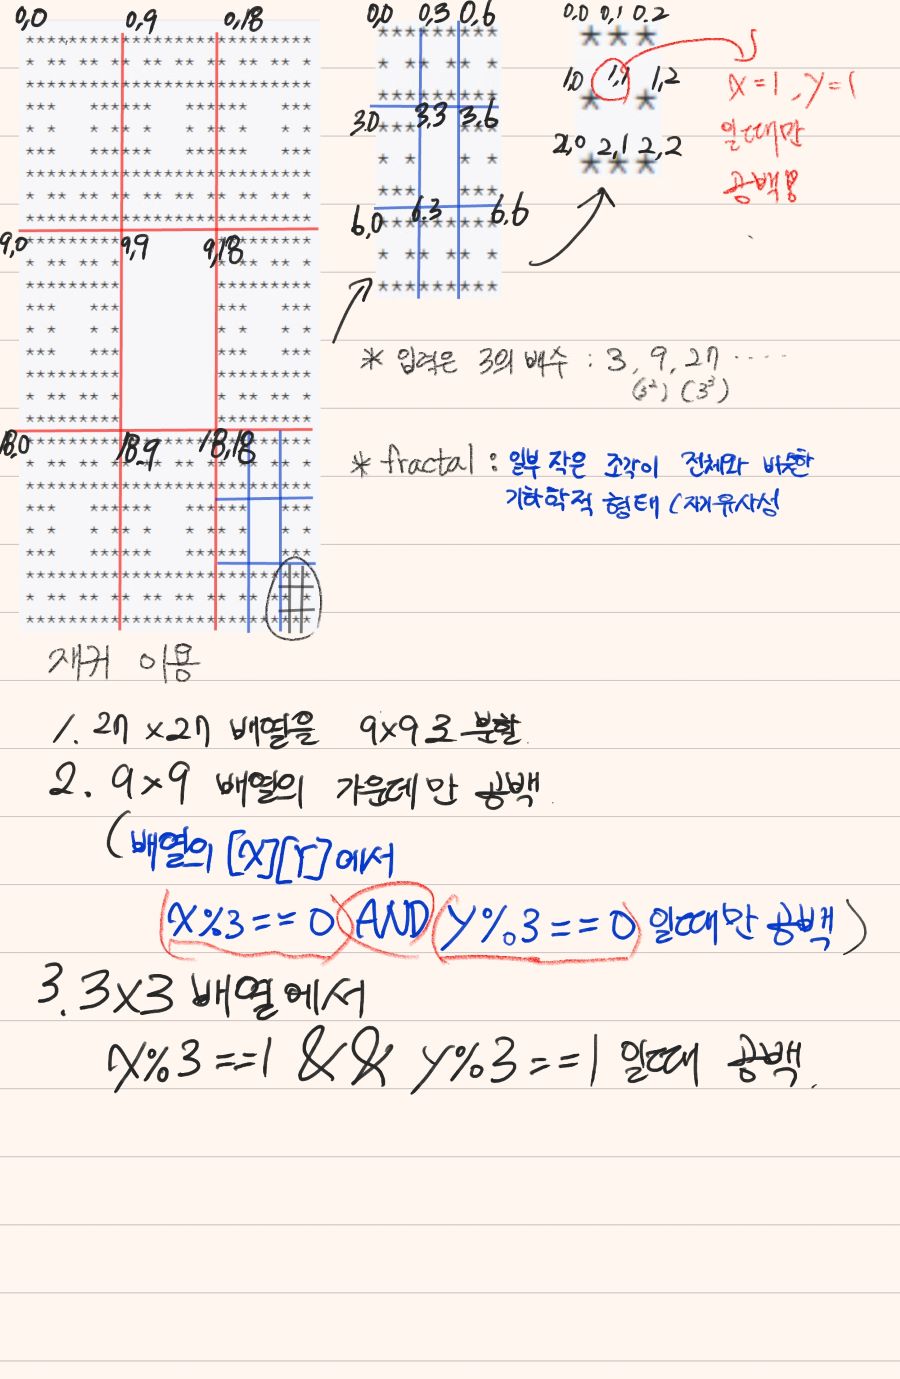 0,0 0,9 0,18
***************************
* ** ** ** ** ** ** ** ** *
***************************
***   ******   ******   ***
* *   * ** *   * ** *   * *
***   ******   ******   ***
***************************
* ** ** ** ** ** ** ** ** *
***************************
9,0 9,9 9,18
*********         *********
* ** ** *         * ** ** *
*********         *********
***   ***         ***   ***
* *   * *         * *   * *
***   ***         ***   ***
*********         *********
* ** ** *         * ** ** *
*********         *********
18,0 18,9 18,18
***************************
* ** ** ** ** ** ** ** ** *
***************************
***   ******   ******   ***
* *   * ** *   * ** *   * *
***   ******   ******   ***
***************************
* ** ** ** ** ** ** ** ** *
***************************
0,0 0,3 0,6
*********
* ** ** *
*********
3,0 3,3 3,6
***   ***
* *   * *
***   ***
6,0 6,3 6,6
*********
* ** ** *
*********
0,0 0,1 0,2
***
1,0 1,1 1,2
* *
2,0 2,1 2,2
***
X=1, Y=1
일때만
공백용
* 입력은 3의 배수 : 3, 9, 27 ·····
(3²) (3³)
* fractal : 일부 작은 조각이 전체와 비슷한
기하학적 형태 (자기유사성
재귀 이용
1. 27 x 27 배열을 9x9로 분할.
2. 9x9 배열의 가운데만 공백.
(배열의 [X][Y]에서
X%3 == 0 AND Y%3 == 0 일때만 공백)
3. 3x3 배열에서
X%3 ==1 && Y%3 ==1 일때 공백.